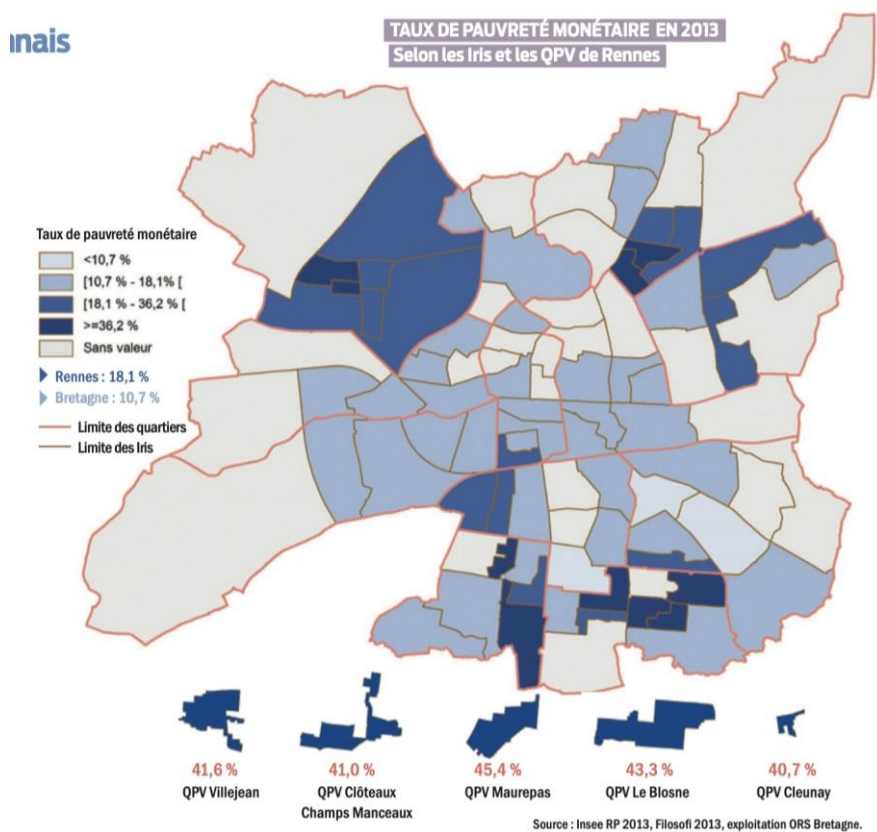 nnais
TAUX DE PAUVRETÉ MONÉTAIRE EN 2013
Selon les Iris et les QPV de Rennes
Taux de pauvreté monétaire
<10,7 %
[10,7 % - 18,1% [
[18,1 % - 36,2 % [
>=36,2 %
Sans valeur
Rennes : 18,1 %
Bretagne : 10,7 %
Limite des quartiers
Limite des Iris
41,6 %
QPV Villejean
41,0 %
QPV Clôteaux
Champs Manceaux
45,4 %
QPV Maurepas
43,3 %
QPV Le Blosne
40,7 %
QPV Cleunay
Source : Insee RP 2013, Filosofi 2013, exploitation ORS Bretagne.